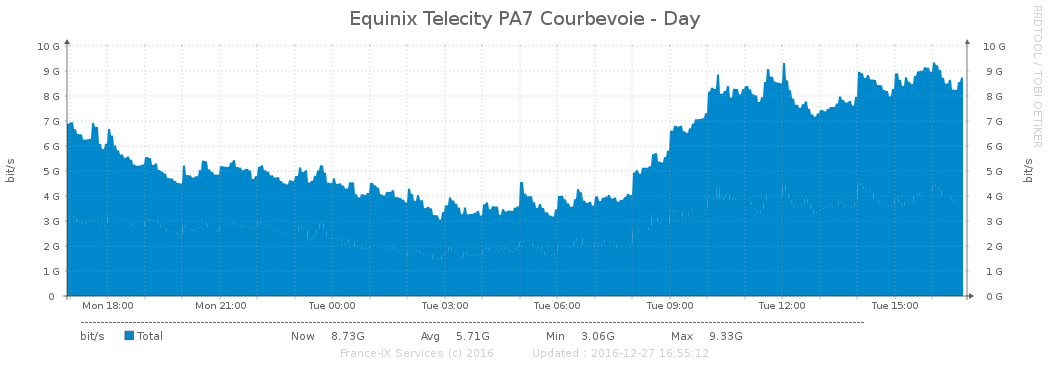 Equinix Telecity PA7 Courbevoie - Day
RRDTOOL / TOBI OETIKER
10 G 10 G
9 G 9 G
8 G 8 G
7 G 7 G
6 G 6 G
5 G 5 G
4 G 4 G
3 G 3 G
2 G 2 G
1 G 1 G
0 0 G
bit/s
bit/s
Mon 18:00 Mon 21:00 Tue 00:00 Tue 03:00 Tue 06:00 Tue 09:00 Tue 12:00 Tue 15:00
bit/s Total Now 8.73G Avg 5.71G Min 3.06G Max 9.33G
France-IX Services (c) 2016 Updated : 2016-12-27 16:55:12